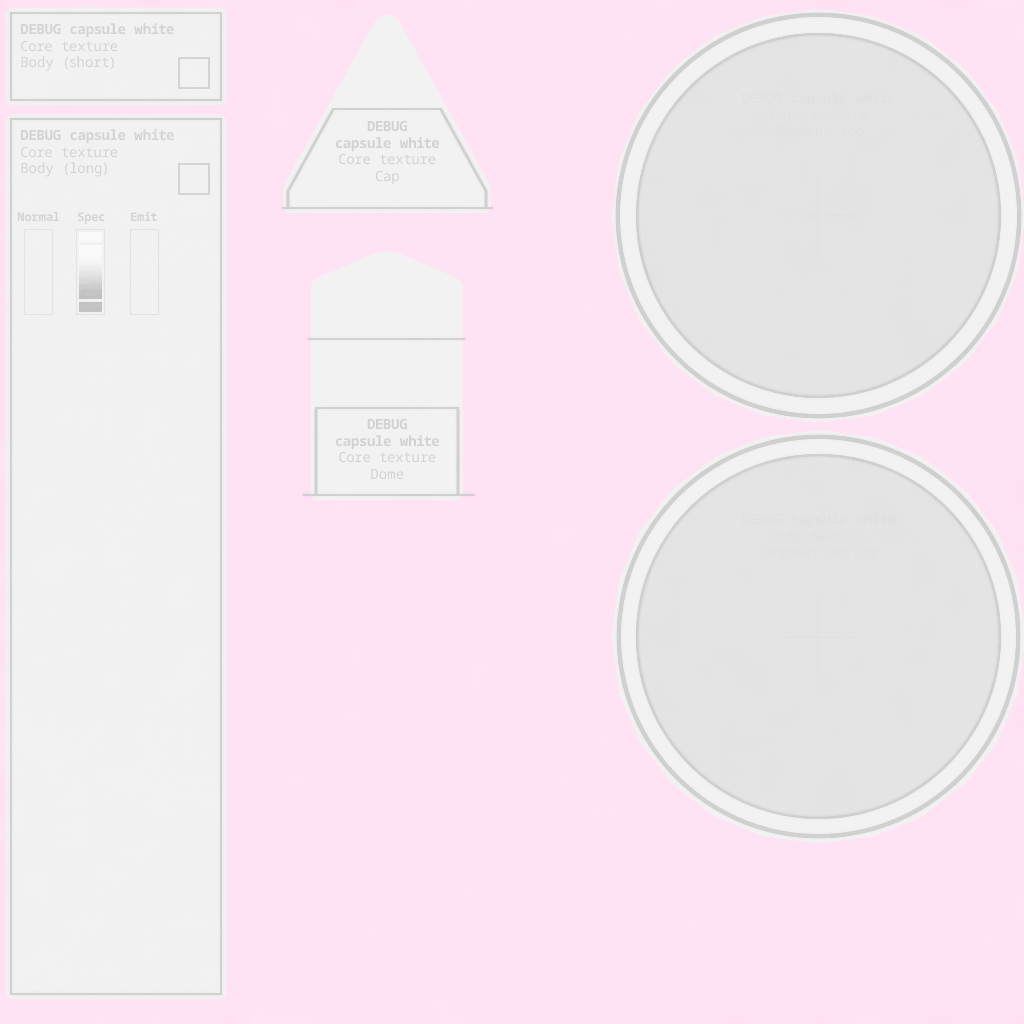 DEBUG capsule white
Core texture
Body (short)
DEBUG capsule white
Core texture
Body (long)
Normal Spec Emit
DEBUG
capsule white
Core texture
Cap
DEBUG
capsule white
Core texture
Dome
DEBUG capsule white
Core texture
DEBUG capsule white
Core texture